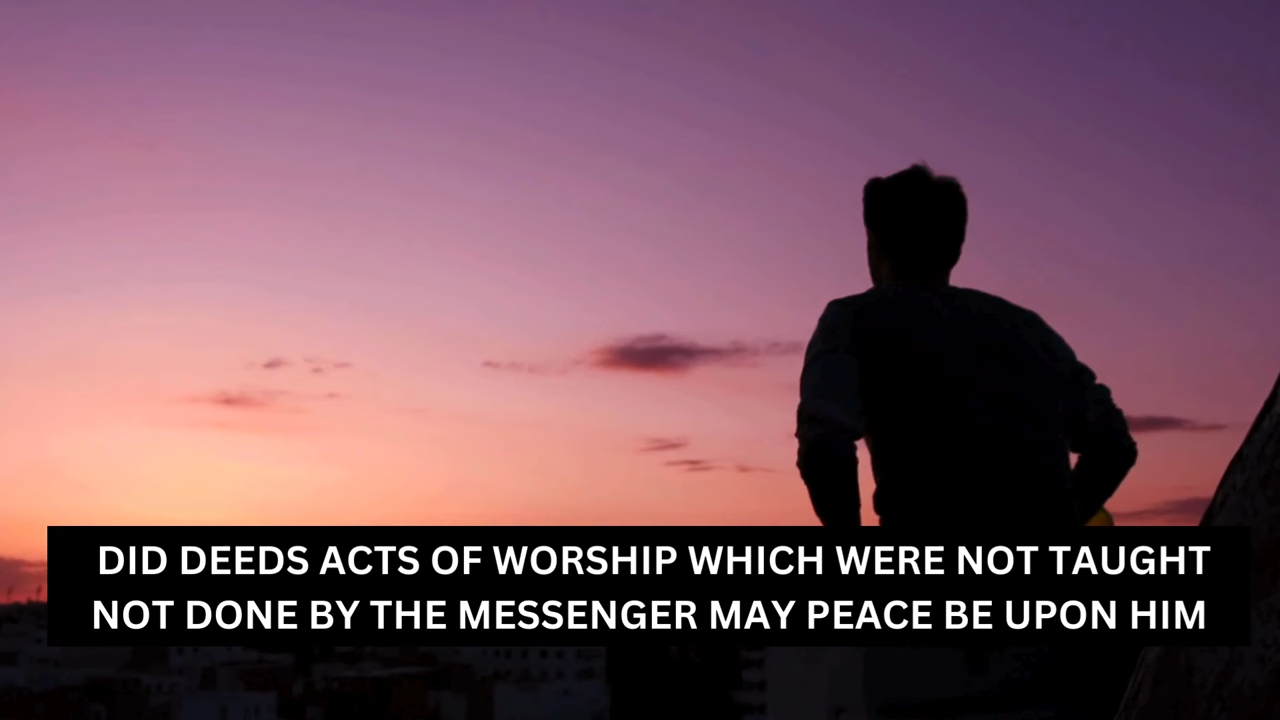 DID DEEDS ACTS OF WORSHIP WHICH WERE NOT TAUGHT
NOT DONE BY THE MESSENGER MAY PEACE BE UPON HIM